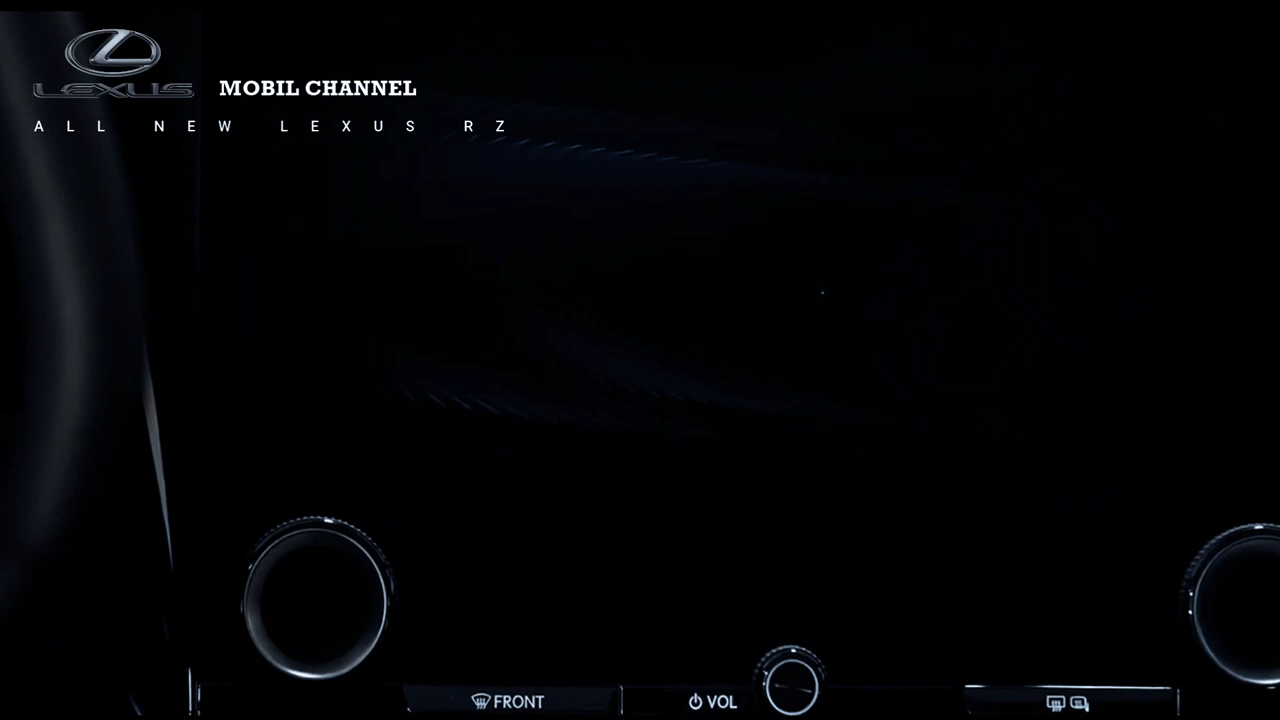 LEXUS
MOBIL CHANNEL
ALL NEW LEXUS RZ
FRONT
VOL